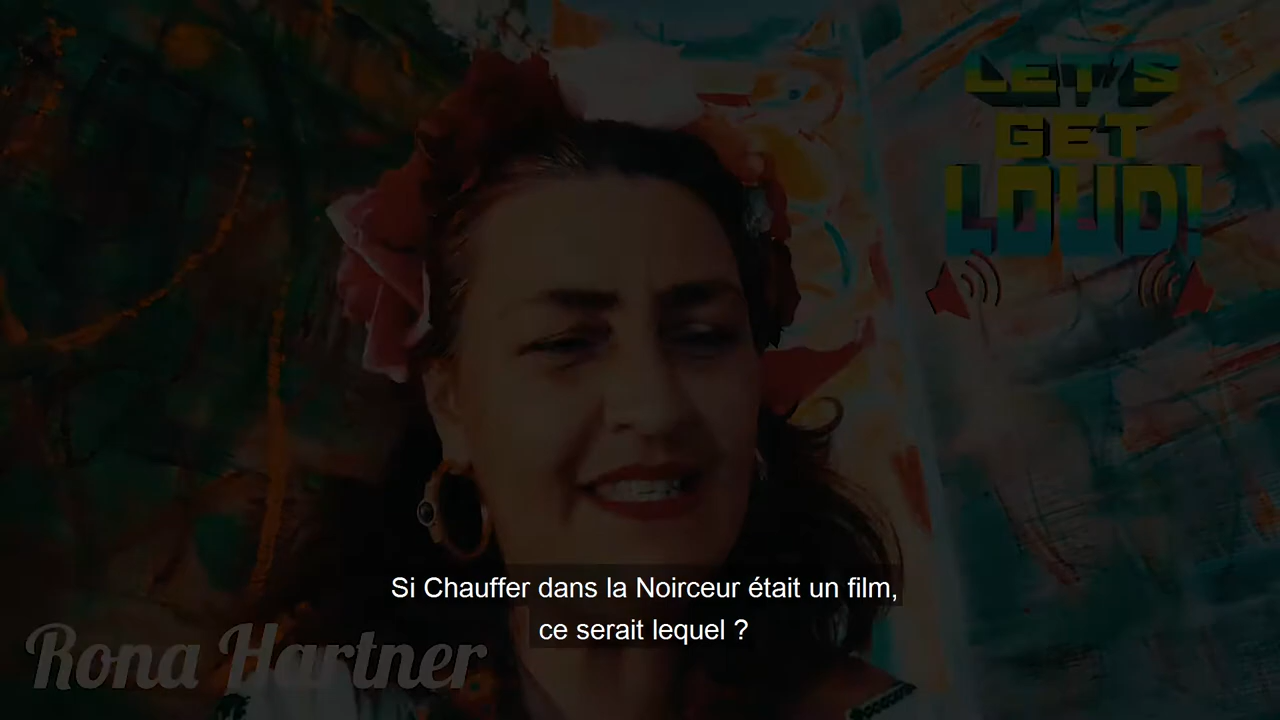 LET'S
GET
LOUD!
Si Chauffer dans la Noirceur était un film,
ce serait lequel ?
Rona Hartner